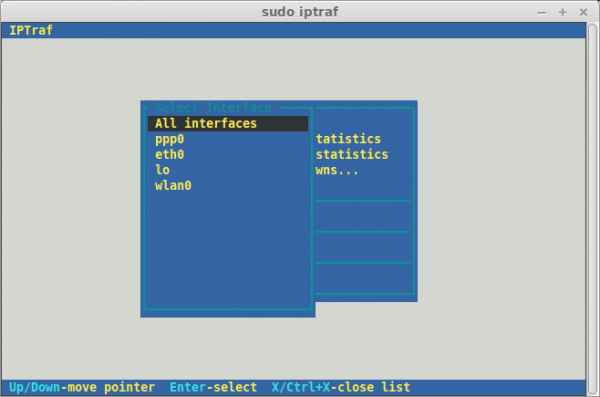 sudo iptraf
IPTraf
Select Interface
All interfaces
ppp0 tatistics
eth0 statistics
lo wns...
wlan0
Up/Down-move pointer Enter-select X/Ctrl+X-close list